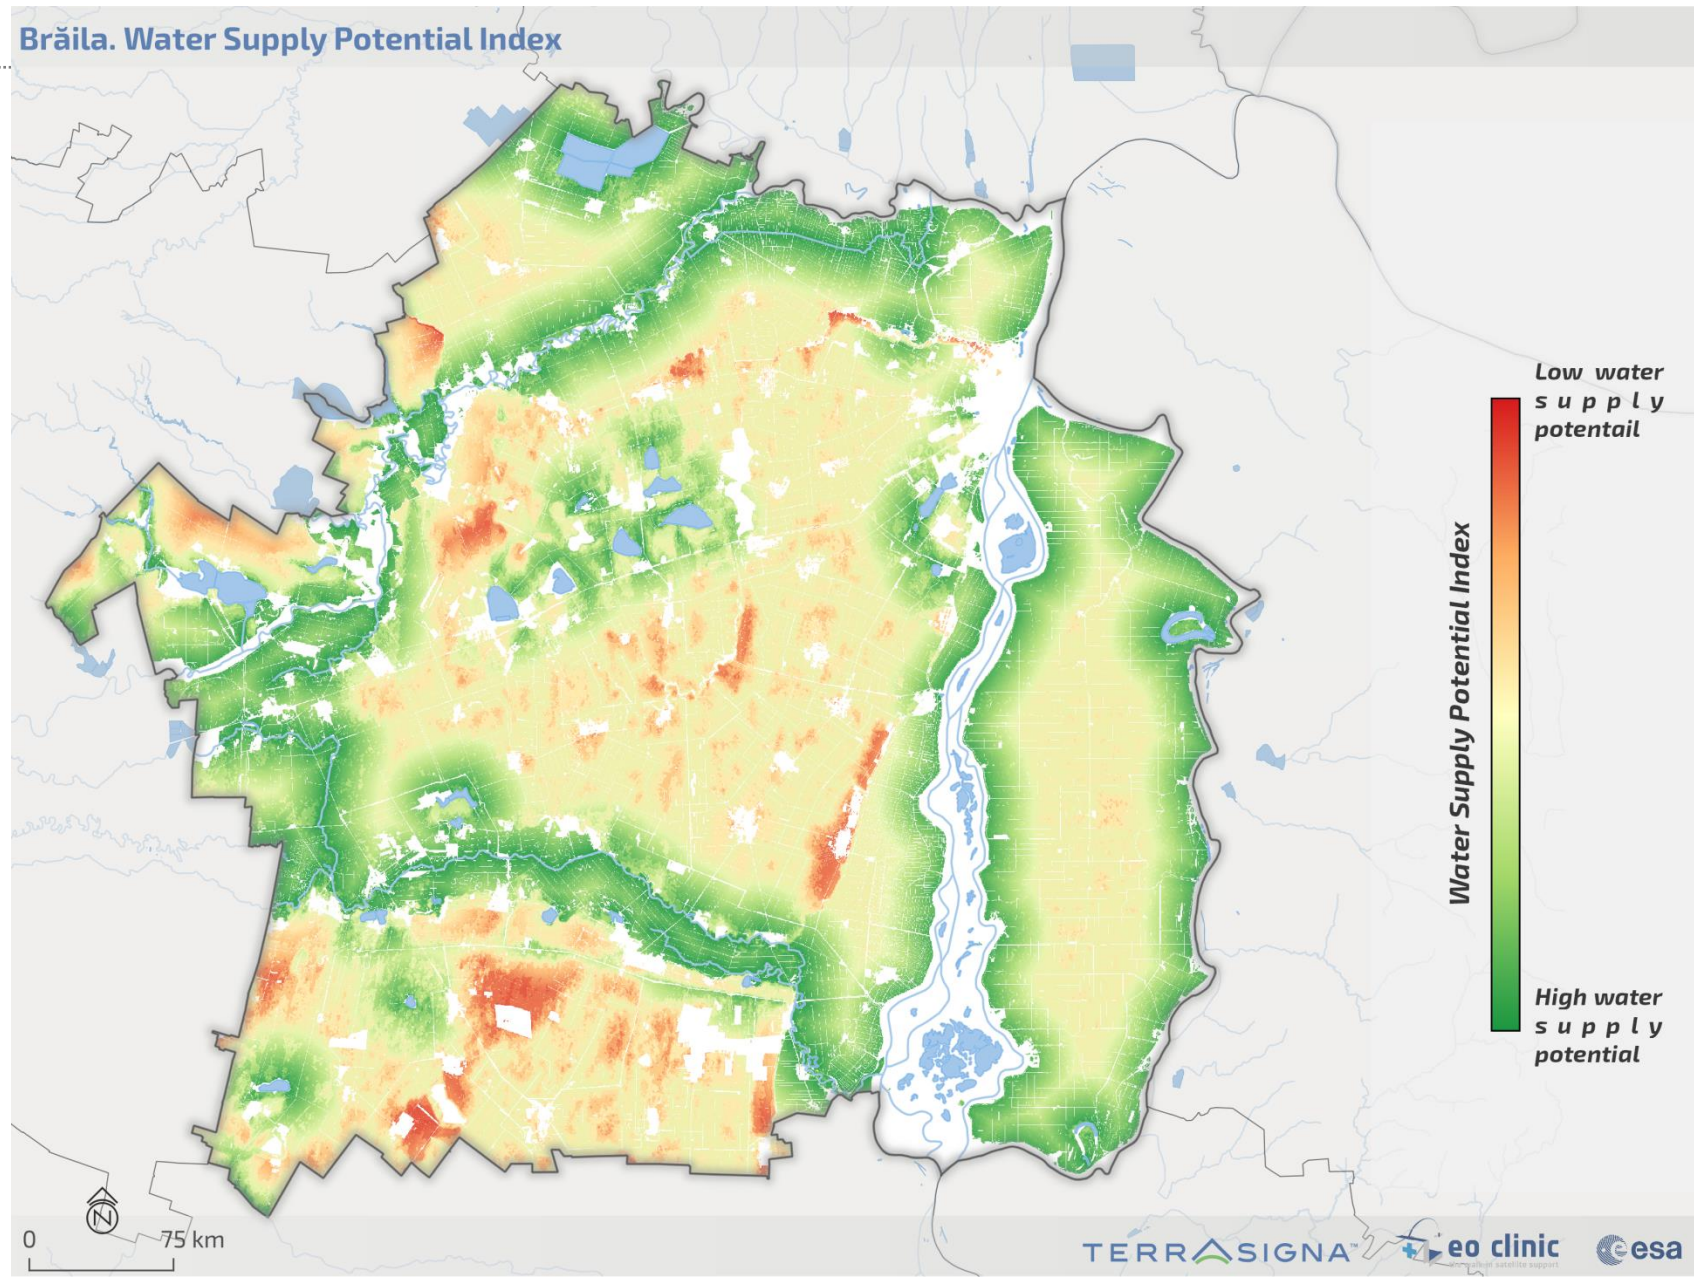 Brăila. Water Supply Potential Index
Low water
supply
potentail
Water Supply Potential Index
High water
supply
potential
N
0 75 km
TERRASIGNA™
eo clinic
esa